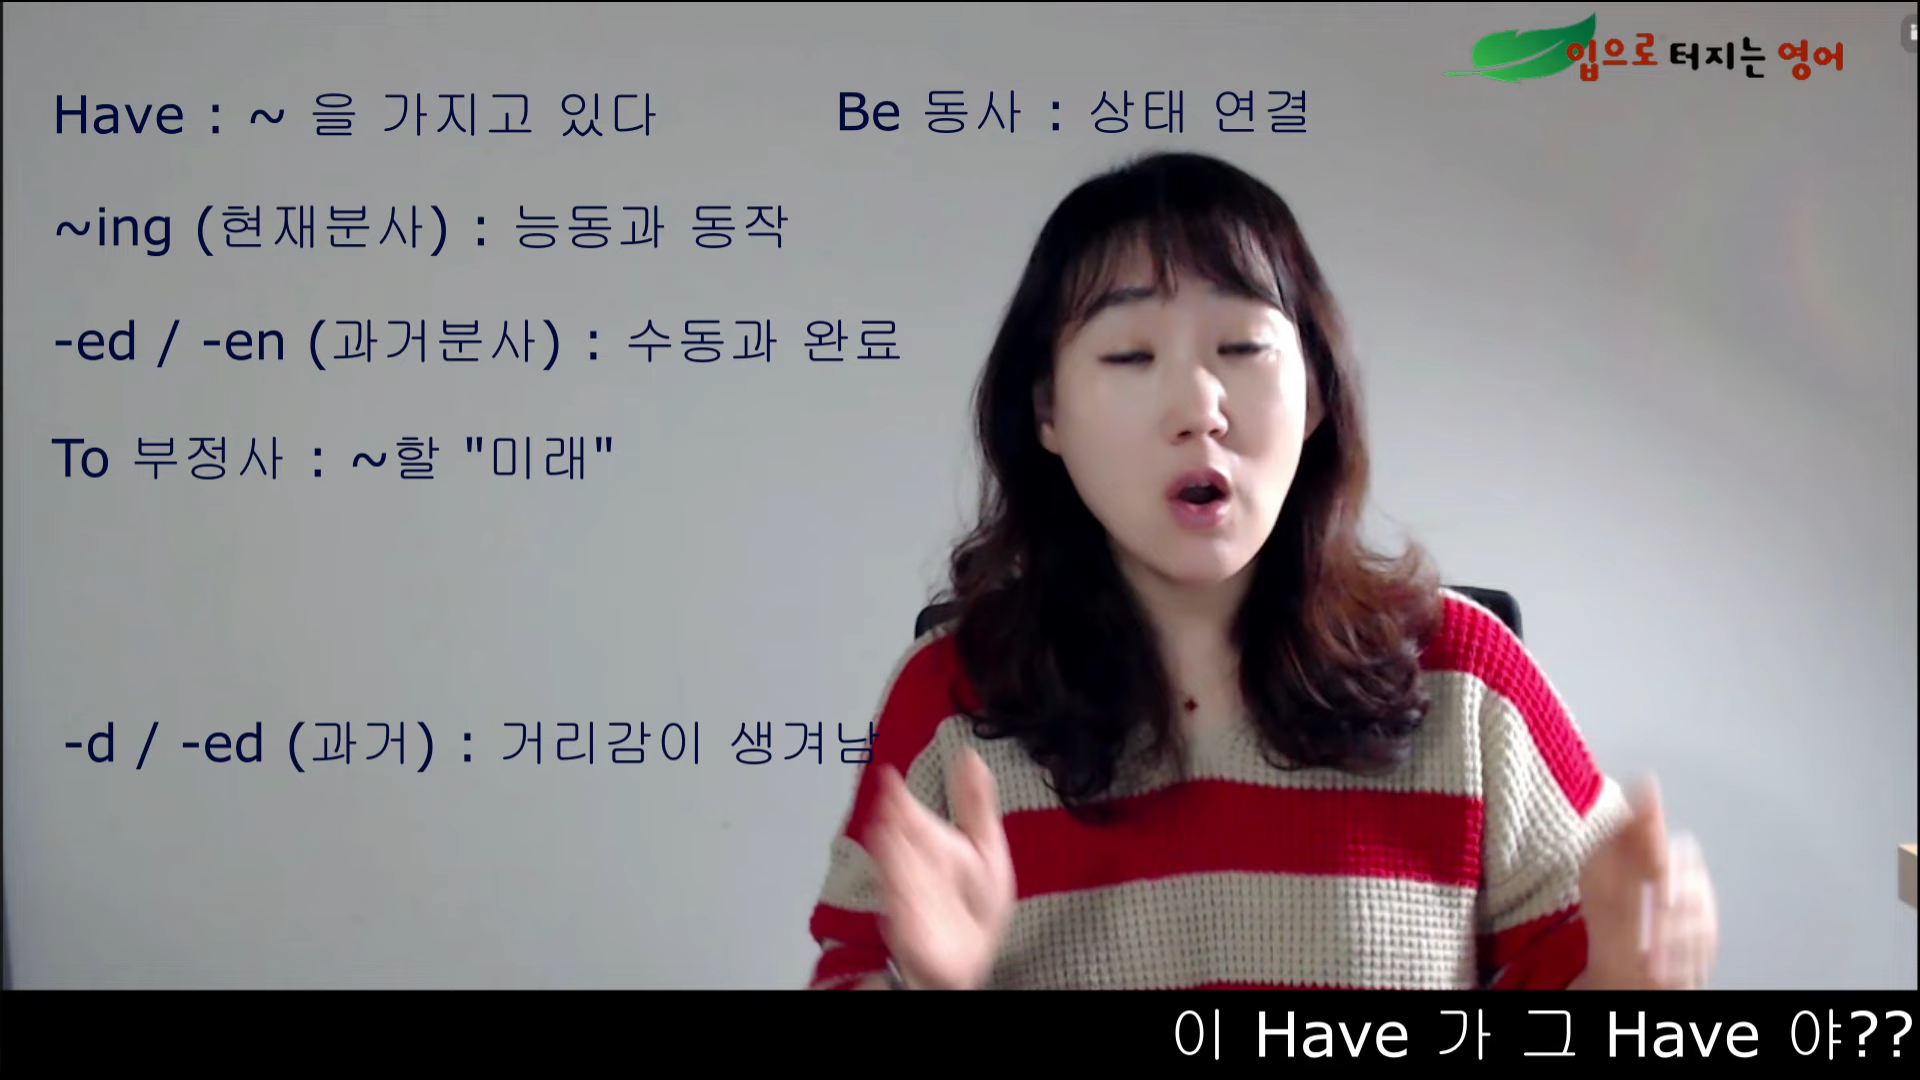 입으로 터지는 영어
Have : ~ 을 가지고 있다
Be 동사 : 상태 연결
~ing (현재분사) : 능동과 동작
-ed / -en (과거분사) : 수동과 완료
To 부정사 : ~할 "미래"
-d / -ed (과거) : 거리감이 생겨남
이 Have 가 그 Have 야??